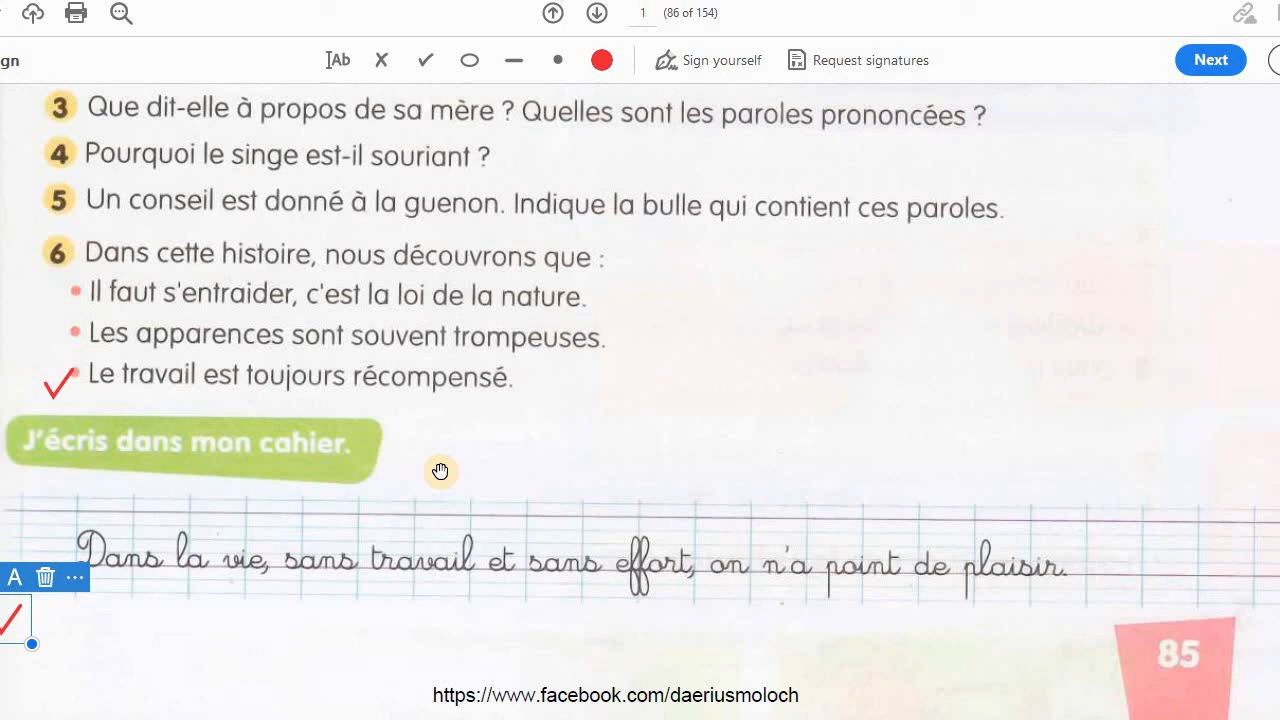 1 (86 of 154)
gn
Ab
Sign yourself
Request signatures
Next
3 Que dit-elle à propos de sa mère ? Quelles sont les paroles prononcées ?
4 Pourquoi le singe est-il souriant ?
5 Un conseil est donné à la guenon. Indique la bulle qui contient ces paroles.
6 Dans cette histoire, nous découvrons que :
• Il faut s'entraider, c'est la loi de la nature.
• Les apparences sont souvent trompeuses.
• Le travail est toujours récompensé.
J'écris dans mon cahier.
Dans la vie, sans travail et sans effort, on n'a point de plaisir.
A
85
https://www.facebook.com/daeriusmoloch